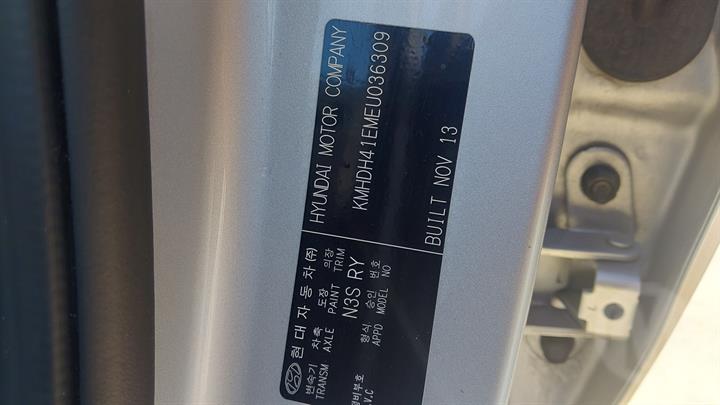 현대자동차(주) HYUNDAI MOTOR COMPANY
변속기 차축 도장 의장
TRANSM AXLE PAINT TRIM
KMHDH41EMEU036309
N3S RY
형식 승인 번호
APPD MODEL NO
BUILT NOV 13
.V.C